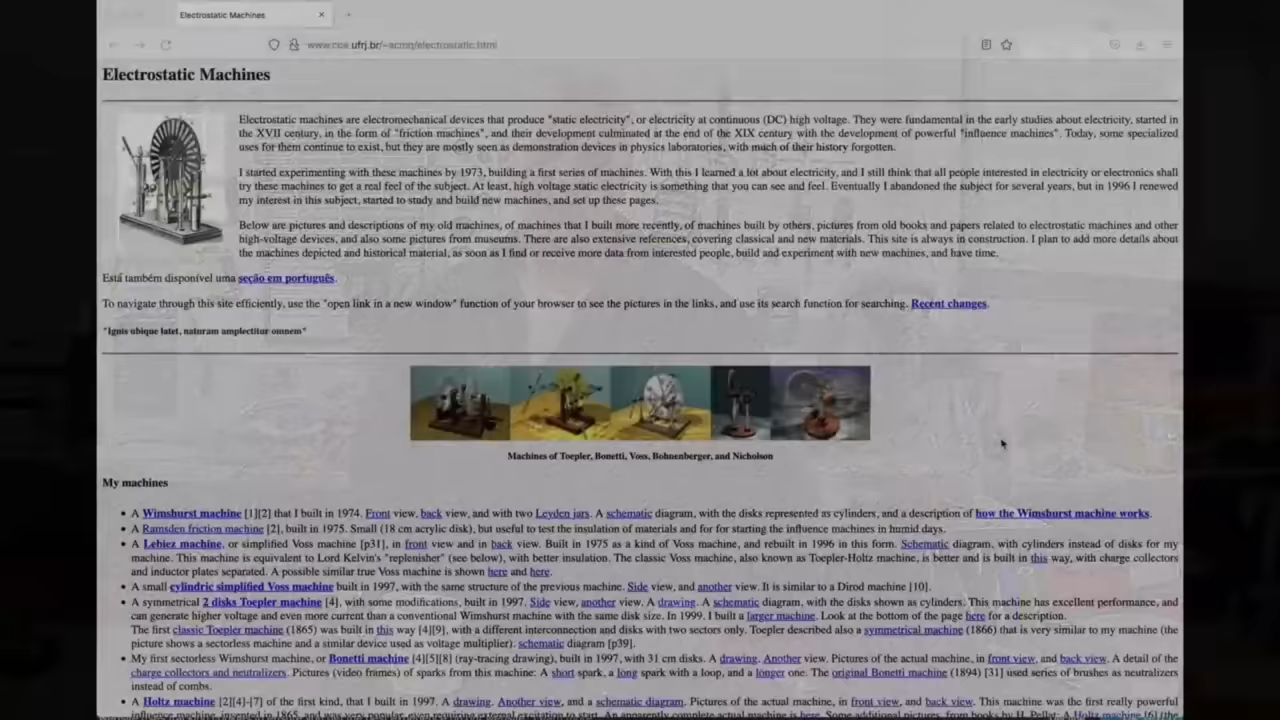 Electrostatic Machines
www.coe.ufrj.br/~acmq/electrostatic.html
Electrostatic Machines
Electrostatic machines are electromechanical devices that produce "static electricity", or electricity at continuous (DC) high voltage. They were fundamental in the early studies about electricity, started in
the XVII century, in the form of "friction machines", and their development culminated at the end of the XIX century with the development of powerful "influence machines". Today, some specialized
uses for them continue to exist, but they are mostly seen as demonstration devices in physics laboratories, with much of their history forgotten.
I started experimenting with these machines by 1973, building a first series of machines. With this I learned a lot about electricity, and I still think that all people interested in electricity or electronics shall
try these machines to get a real feel of the subject. At least, high voltage static electricity is something that you can see and feel. Eventually I abandoned the subject for several years, but in 1996 I renewed
my interest in this subject, started to study and build new machines, and set up these pages.
Below are pictures and descriptions of my old machines, of machines that I built more recently, of machines built by others, pictures from old books and papers related to electrostatic machines and other
high-voltage devices, and also some pictures from museums. There are also extensive references, covering classical and new materials. This site is always in construction. I plan to add more details about
the machines depicted and historical material, as soon as I find or receive more data from interested people, build and experiment with new machines, and have time.
Está também disponível uma seção em português.
To navigate through this site efficiently, use the "open link in a new window" function of your browser to see the pictures in the links, and use its search function for searching. Recent changes.
"Ignis ubique latet, naturam amplectitur omnem"
Machines of Toepler, Bonetti, Voss, Bohnenberger, and Nicholson
My machines
• A Wimshurst machine [1][2] that I built in 1974. Front view, back view, and with two Leyden jars. A schematic diagram, with the disks represented as cylinders, and a description of how the Wimshurst machine works.
• A Ramsden friction machine [2], built in 1975. Small (18 cm acrylic disk), but useful to test the insulation of materials and for for starting the influence machines in humid days.
• A Lebiez machine, or simplified Voss machine [p31], in front view and in back view. Built in 1975 as a kind of Voss machine, and rebuilt in 1996 in this form. Schematic diagram, with cylinders instead of disks for my
machine. This machine is equivalent to Lord Kelvin's "replenisher" (see below), with better insulation. The classic Voss machine, also known as Toepler-Holtz machine, is better and is built in this way, with charge collectors
and inductor plates separated. A possible similar true Voss machine is shown here and here.
• A small cylindric simplified Voss machine built in 1997, with the same structure of the previous machine. Side view, and another view. It is similar to a Dirod machine [10].
• A symmetrical 2 disks Toepler machine [4], with some modifications, built in 1997. Side view, another view. A drawing. A schematic diagram, with the disks shown as cylinders. This machine has excellent performance, and
can generate higher voltage and even more current than a conventional Wimshurst machine with the same disk size. In 1999. I built a larger machine. Look at the bottom of the page here for a description.
The first classic Toepler machine (1865) was built in this way [4][9], with a different interconnection and disks with two sectors only. Toepler described also a symmetrical machine (1866) that is very similar to my machine (the
picture shows a sectorless machine and a similar device used as voltage multiplier). schematic diagram [p39].
• My first sectorless Wimshurst machine, or Bonetti machine [4][5][8] (ray-tracing drawing), built in 1997, with 31 cm disks. A drawing. Another view. Pictures of the actual machine, in front view, and back view. A detail of the
charge collectors and neutralizers. Pictures (video frames) of sparks from this machine: A short spark, a long spark with a loop, and a longer one. The original Bonetti machine (1894) [31] used series of brushes as neutralizers
instead of combs.
• A Holtz machine [2][4]-[7] of the first kind, that I built in 1997. A drawing. Another view, and a schematic diagram. Pictures of the actual machine, in front view, and back view. This machine was the first really powerful
influence machine, invented in 1865, and was very popular, even requiring external excitation to start. An apparently complete actual machine is here. Some additional pictures, from books by H. Pellat: A Holtz machine [6] (the